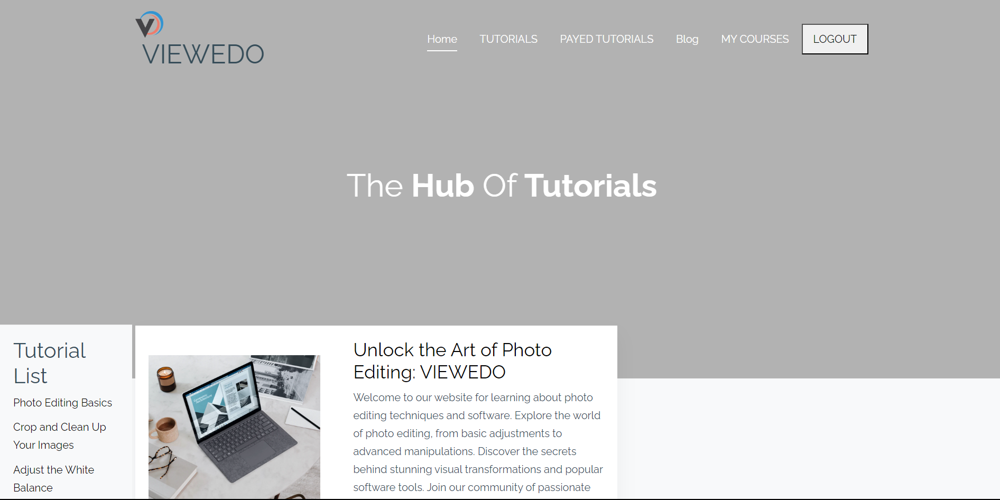 VIEWEDO
Home TUTORIALS PAYED TUTORIALS Blog MY COURSES LOGOUT
The Hub Of Tutorials
Tutorial
List
Photo Editing Basics
Crop and Clean Up
Your Images
Adjust the White
Balance
Unlock the Art of Photo
Editing: VIEWEDO
Welcome to our website for learning about photo
editing techniques and software. Explore the world
of photo editing, from basic adjustments to
advanced manipulations. Discover the secrets
behind stunning visual transformations and popular
software tools. Join our community of passionate
Geometric
Architecture